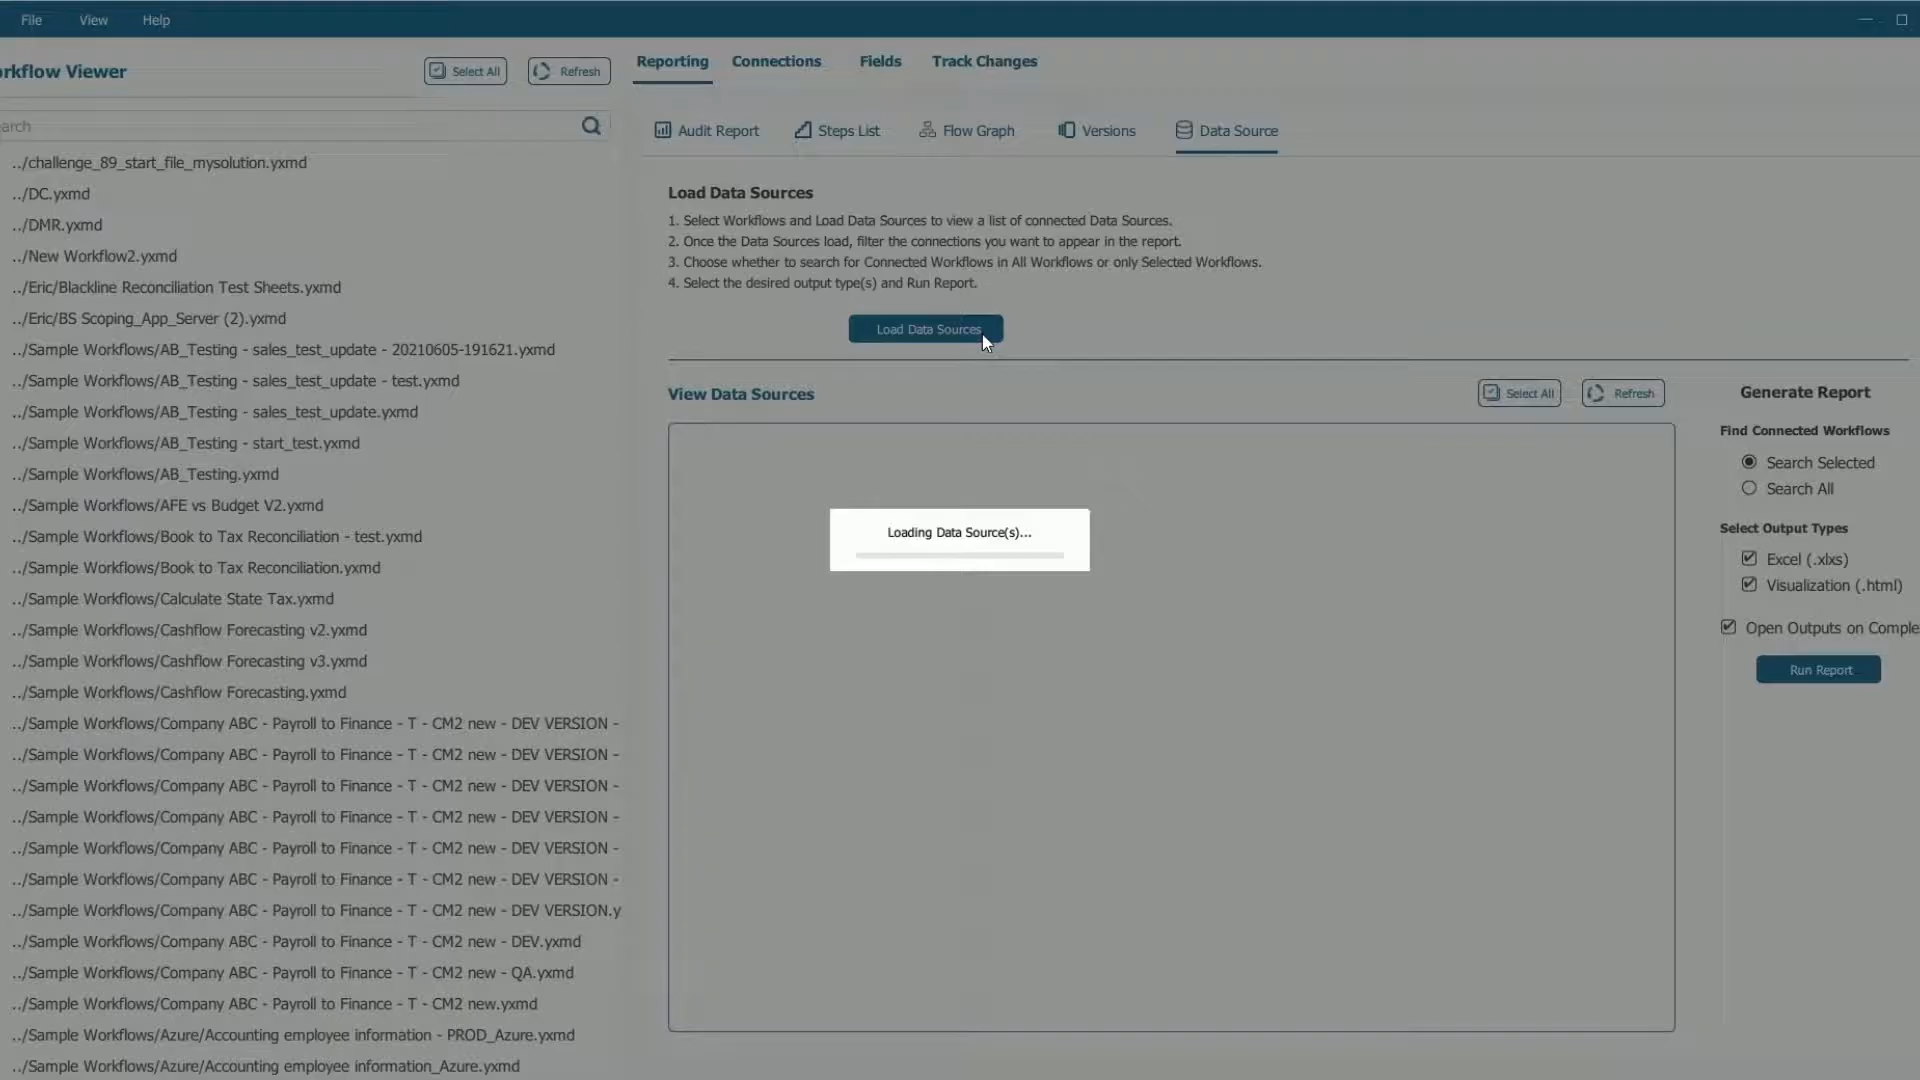 File View Help
rkflow Viewer
Select All
Refresh
arch
../challenge_89_start_file_mysolution.yxmd
../DC.yxmd
../DMR.yxmd
../New Workflow2.yxmd
../Eric/Blackline Reconciliation Test Sheets.yxmd
../Eric/BS Scoping_App_Server (2).yxmd
../Sample Workflows/AB_Testing - sales_test_update - 20210605-191621.yxmd
../Sample Workflows/AB_Testing - sales_test_update - test.yxmd
../Sample Workflows/AB_Testing - sales_test_update.yxmd
../Sample Workflows/AB_Testing - start_test.yxmd
../Sample Workflows/AB_Testing.yxmd
../Sample Workflows/AFE vs Budget V2.yxmd
../Sample Workflows/Book to Tax Reconciliation - test.yxmd
../Sample Workflows/Book to Tax Reconciliation.yxmd
../Sample Workflows/Calculate State Tax.yxmd
../Sample Workflows/Cashflow Forecasting v2.yxmd
../Sample Workflows/Cashflow Forecasting v3.yxmd
../Sample Workflows/Cashflow Forecasting.yxmd
../Sample Workflows/Company ABC - Payroll to Finance - T - CM2 new - DEV VERSION -
../Sample Workflows/Company ABC - Payroll to Finance - T - CM2 new - DEV VERSION -
../Sample Workflows/Company ABC - Payroll to Finance - T - CM2 new - DEV VERSION -
../Sample Workflows/Company ABC - Payroll to Finance - T - CM2 new - DEV VERSION -
../Sample Workflows/Company ABC - Payroll to Finance - T - CM2 new - DEV VERSION -
../Sample Workflows/Company ABC - Payroll to Finance - T - CM2 new - DEV VERSION -
../Sample Workflows/Company ABC - Payroll to Finance - T - CM2 new - DEV VERSION.y
../Sample Workflows/Company ABC - Payroll to Finance - T - CM2 new - DEV.yxmd
../Sample Workflows/Company ABC - Payroll to Finance - T - CM2 new - QA.yxmd
../Sample Workflows/Company ABC - Payroll to Finance - T - CM2 new.yxmd
../Sample Workflows/Azure/Accounting employee information - PROD_Azure.yxmd
../Sample Workflows/Azure/Accounting employee information_Azure.yxmd
Reporting Connections Fields Track Changes
Audit Report Steps List Flow Graph Versions Data Source
Load Data Sources
1. Select Workflows and Load Data Sources to view a list of connected Data Sources.
2. Once the Data Sources load, filter the connections you want to appear in the report.
3. Choose whether to search for Connected Workflows in All Workflows or only Selected Workflows.
4. Select the desired output type(s) and Run Report.
Load Data Sources
View Data Sources
Select All
Refresh
Loading Data Source(s)...
Generate Report
Find Connected Workflows
Search Selected
Search All
Select Output Types
Excel (.xlxs)
Visualization (.html)
Open Outputs on Comple
Run Report